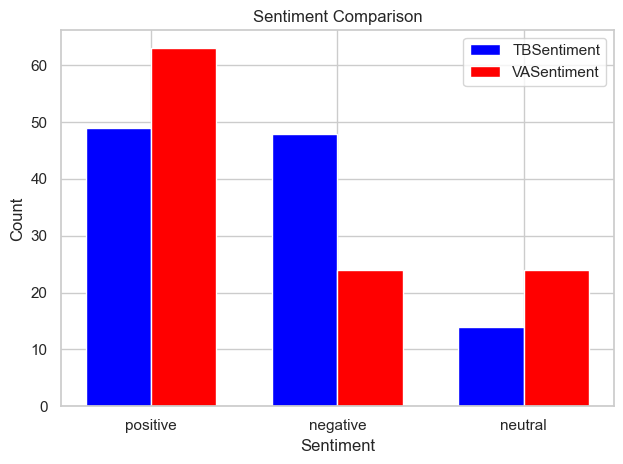 Sentiment Comparison
TBSentiment
VASentiment
Count
60
50
40
30
20
10
0
positive
negative
neutral
Sentiment